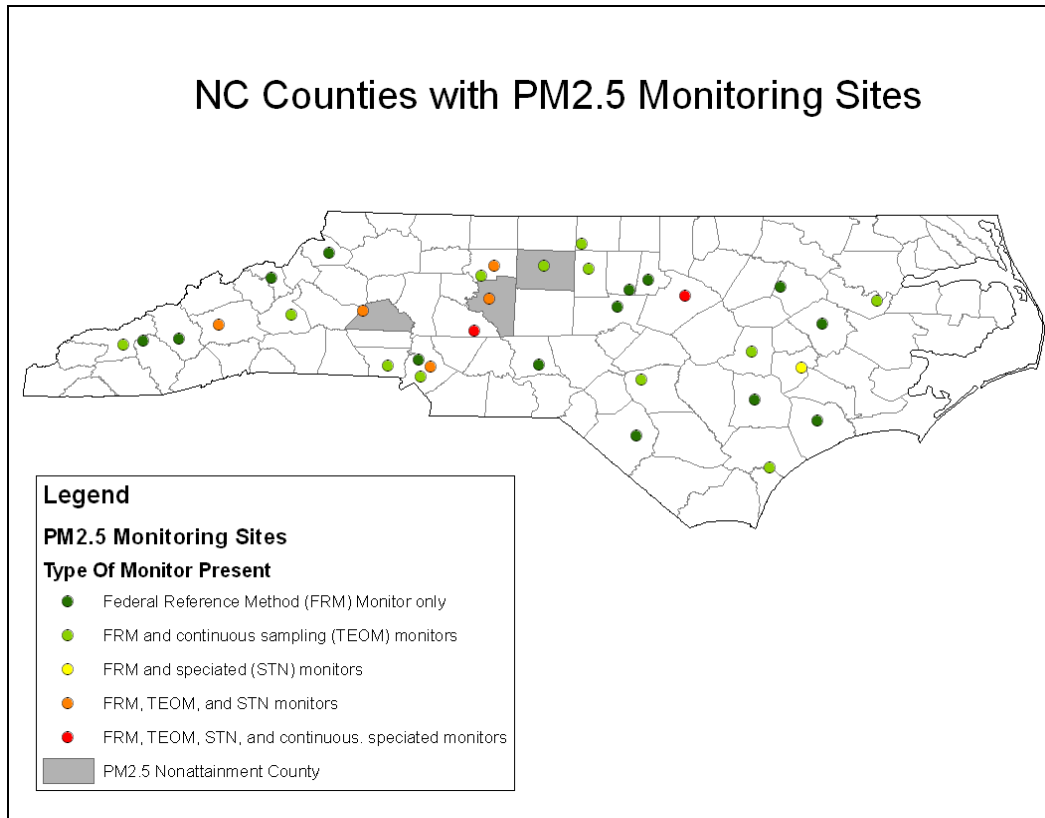 NC Counties with PM2.5 Monitoring Sites
Legend
PM2.5 Monitoring Sites
Type Of Monitor Present
Federal Reference Method (FRM) Monitor only
FRM and continuous sampling (TEOM) monitors
FRM and speciated (STN) monitors
FRM, TEOM, and STN monitors
FRM, TEOM, STN, and continuous. speciated monitors
PM2.5 Nonattainment County